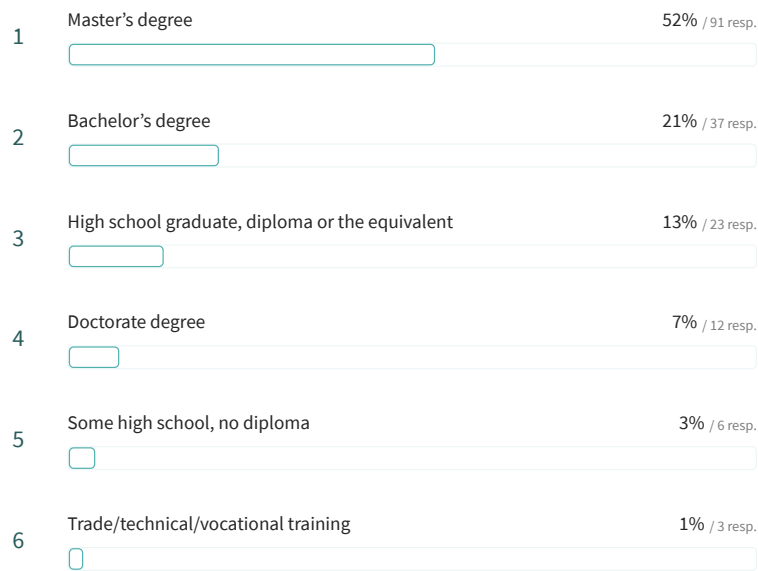 1 Master’s degree 52% / 91 resp.
2 Bachelor’s degree 21% / 37 resp.
3 High school graduate, diploma or the equivalent 13% / 23 resp.
4 Doctorate degree 7% / 12 resp.
5 Some high school, no diploma 3% / 6 resp.
6 Trade/technical/vocational training 1% / 3 resp.